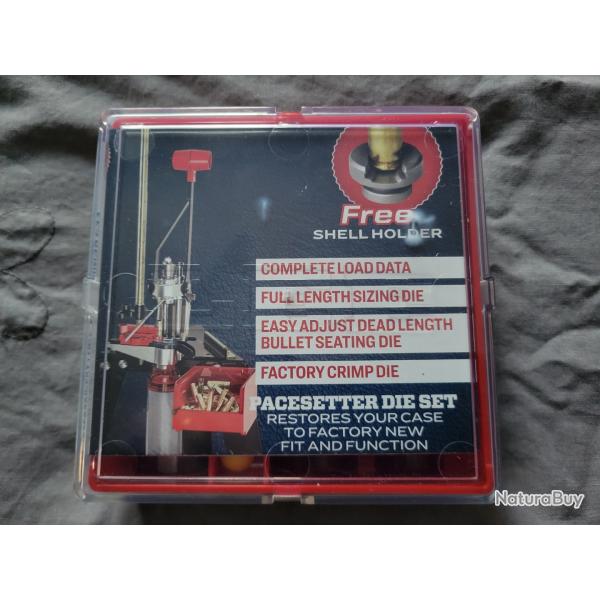 Free
SHELL HOLDER
COMPLETE LOAD DATA
FULL LENGTH SIZING DIE
EASY ADJUST DEAD LENGTH
BULLET SEATING DIE
FACTORY CRIMP DIE
PACESETTER DIE SET
RESTORES YOUR CASE
TO FACTORY NEW
FIT AND FUNCTION
NaturaBuy